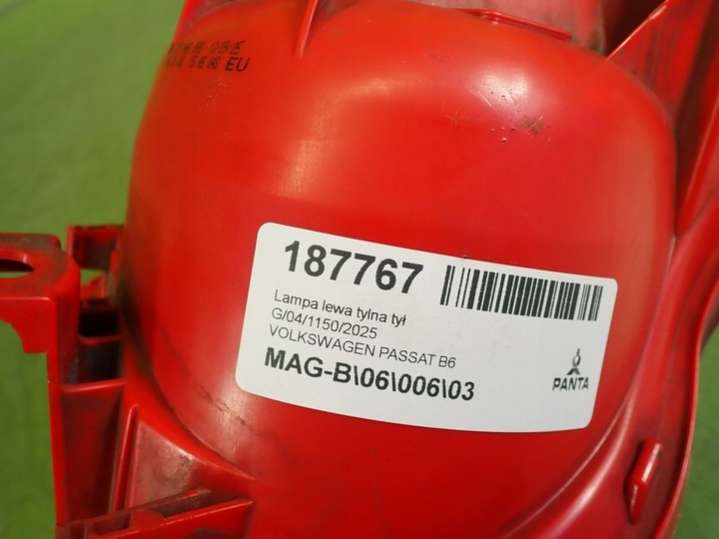 EU
187767
Lampa lewa tylna tył
G/04/1150/2025
VOLKSWAGEN PASSAT B6
MAG-B\06\006\03
PANTA